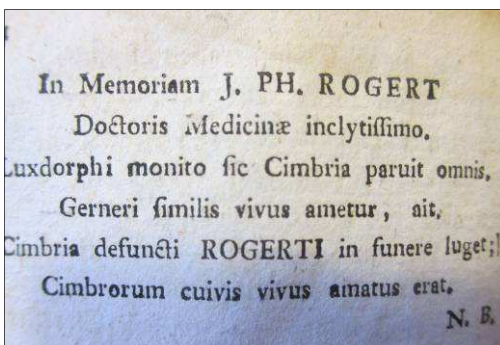 In Memoriam J. PH. ROGERT
Doctoris Medicinæ inclytiſſimo.
Luxdorphi monito ſic Cimbria paruit omnis,
Gerneri ſimilis vivus ametur, ait.
Cimbria defuncti ROGERTI in funere luget;
Cimbrorum cuivis vivus amatus erat.
N. B.